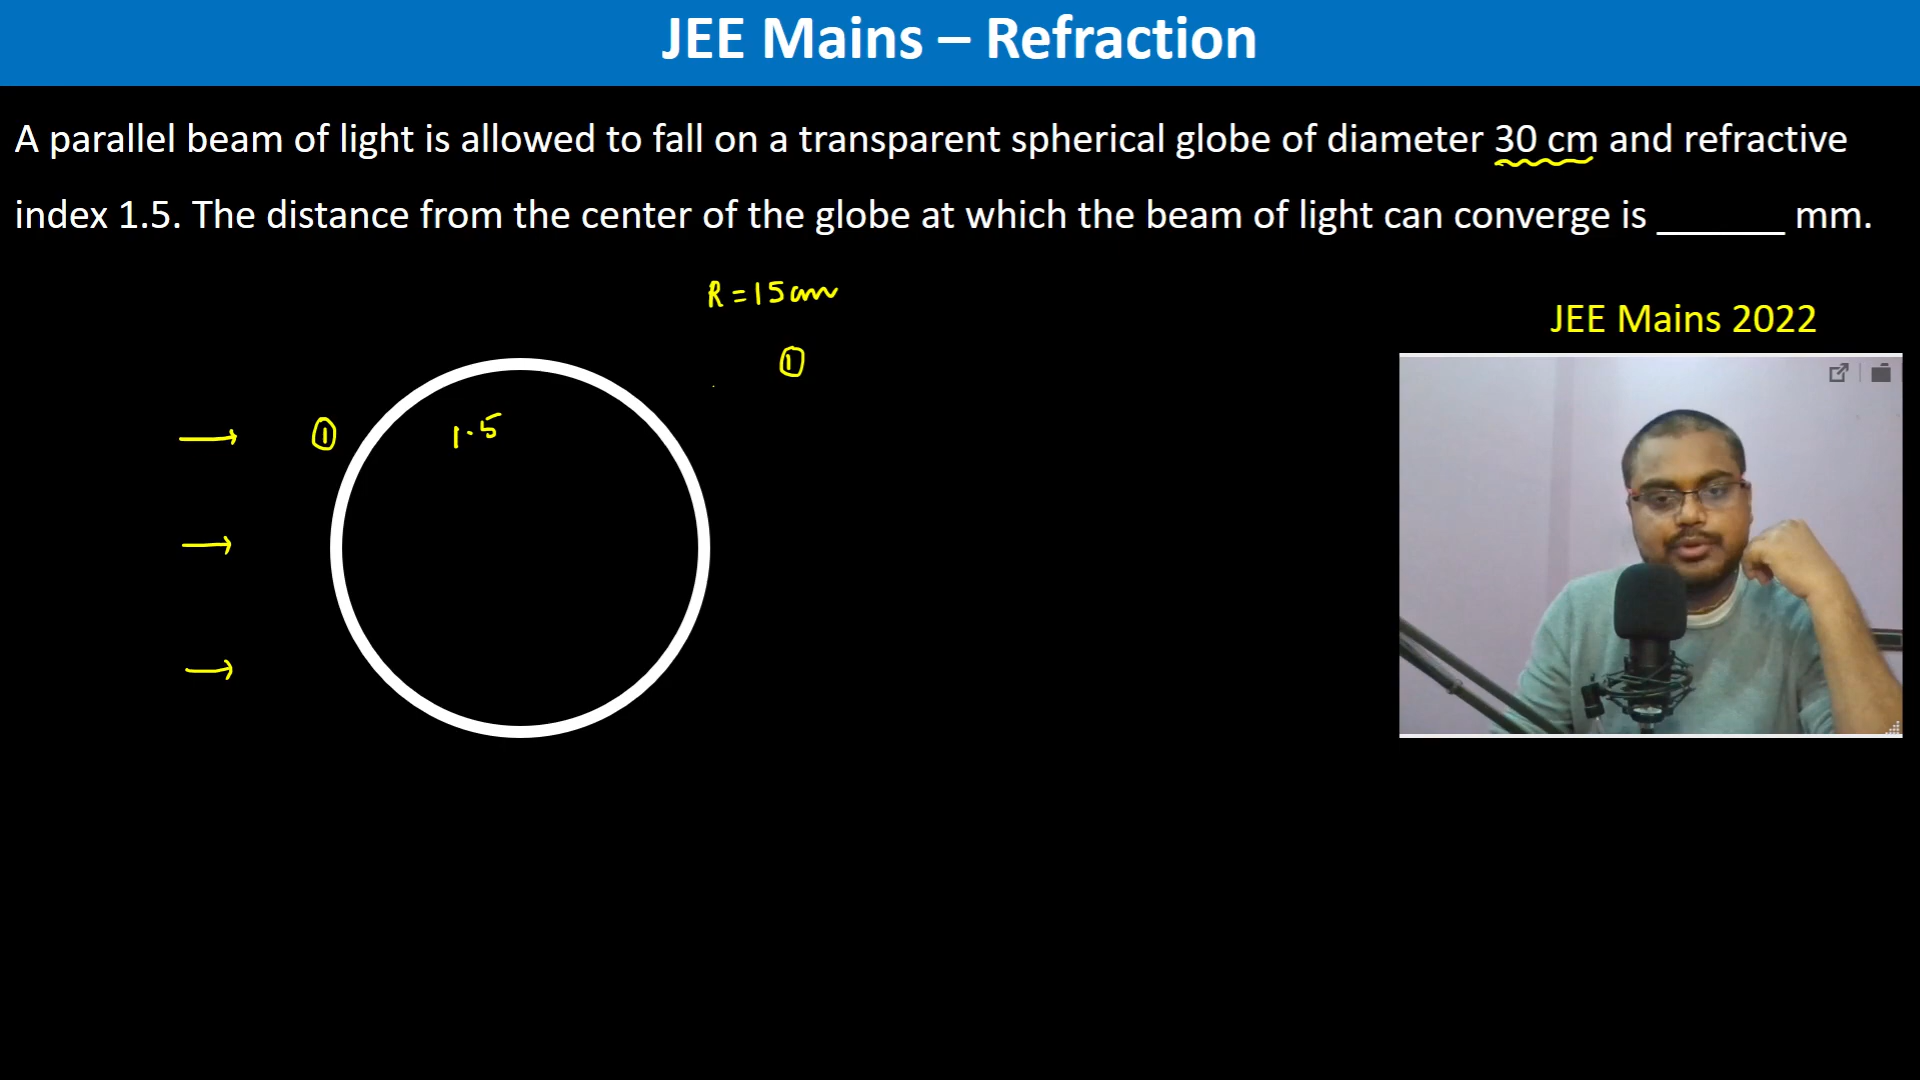 JEE Mains – Refraction
A parallel beam of light is allowed to fall on a transparent spherical globe of diameter 30 cm and refractive
index 1.5. The distance from the center of the globe at which the beam of light can converge is ______ mm.
R = 15 cm
JEE Mains 2022
1
1
1.5